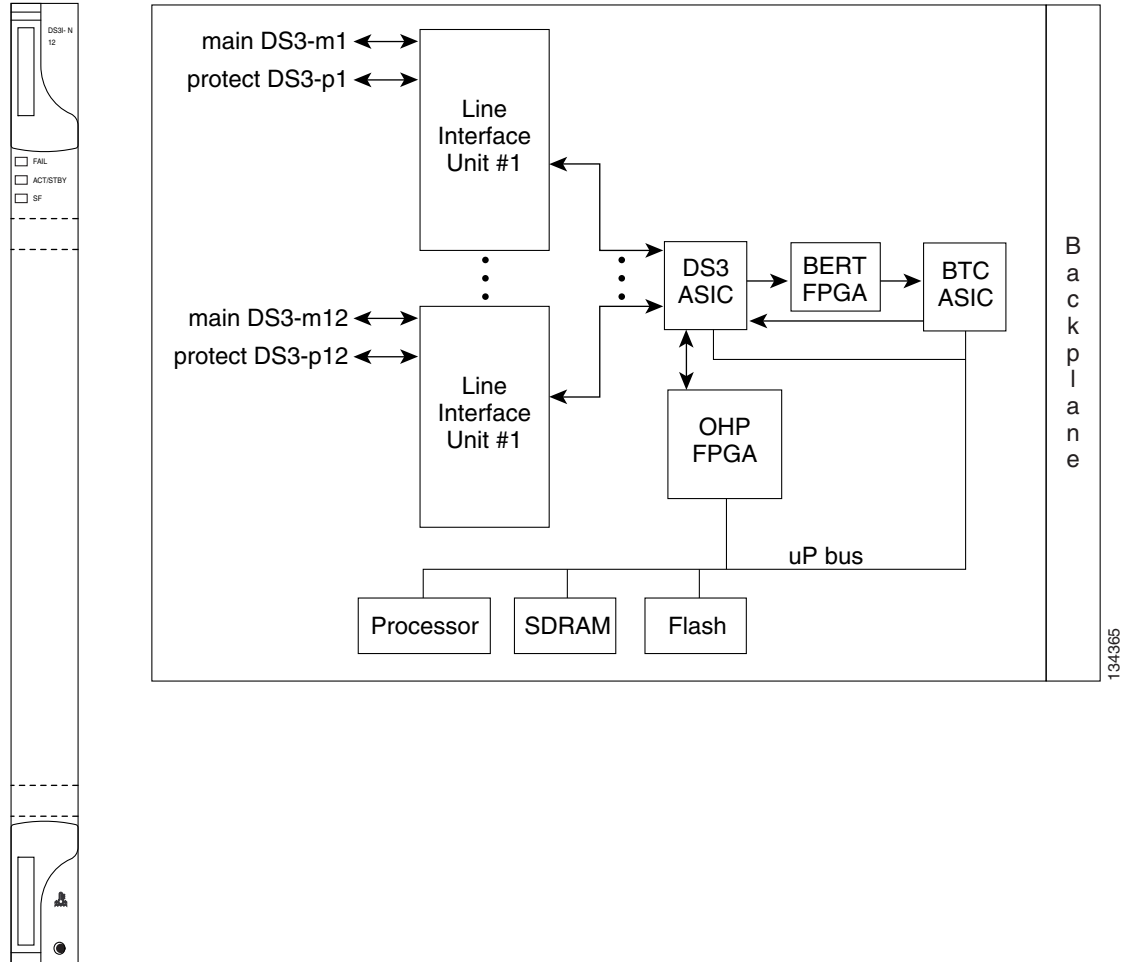 DS3I- N
12
FAIL
ACT/STBY
SF
main DS3-m1
protect DS3-p1
Line
Interface
Unit #1
main DS3-m12
protect DS3-p12
Line
Interface
Unit #1
DS3
ASIC
BERT
FPGA
BTC
ASIC
OHP
FPGA
uP bus
Processor
SDRAM
Flash
Backplane
134365